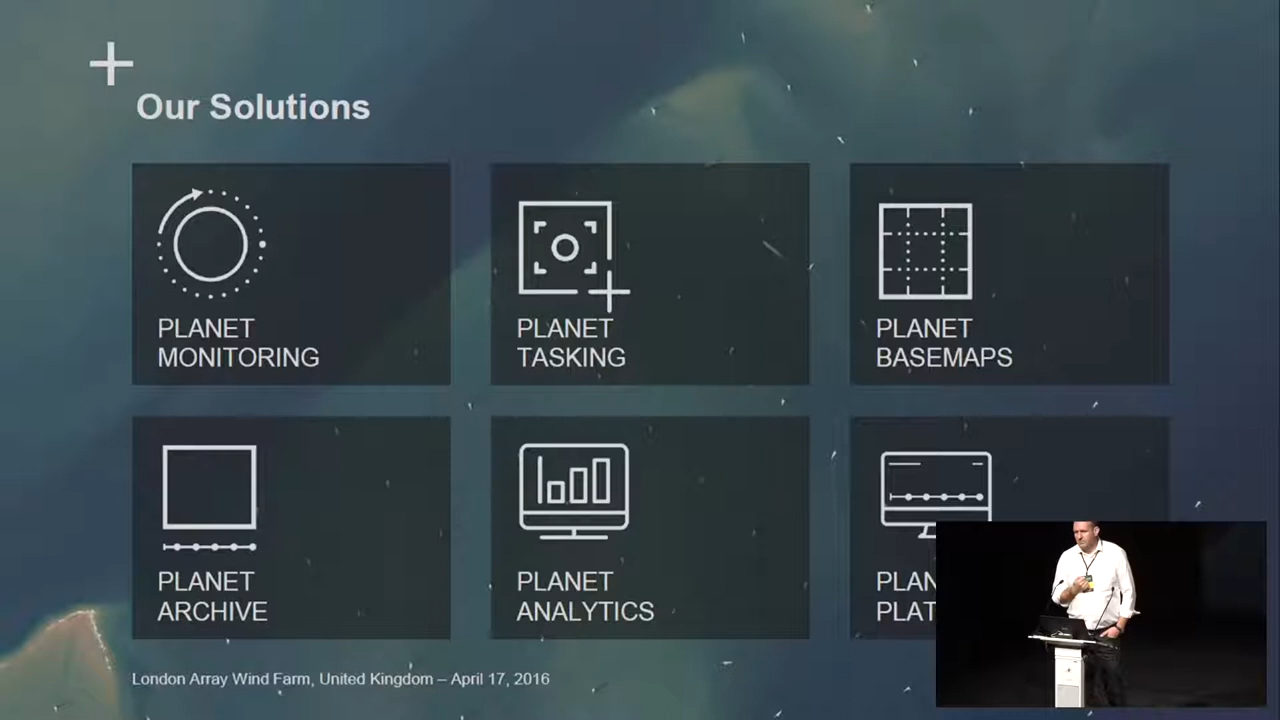 Our Solutions
PLANET
MONITORING
PLANET
TASKING
PLANET
BASEMAPS
PLANET
ARCHIVE
PLANET
ANALYTICS
London Array Wind Farm, United Kingdom – April 17, 2016